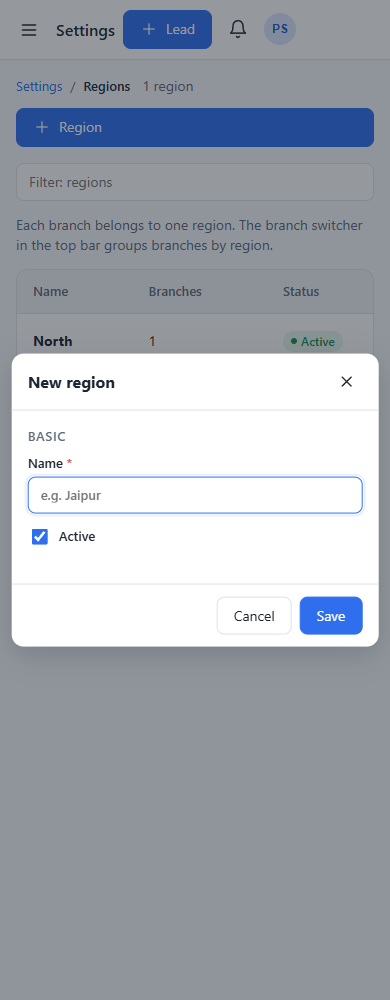 Settings
+ Lead
PS
Settings / Regions 1 region
+ Region
Filter: regions
Each branch belongs to one region. The branch switcher
in the top bar groups branches by region.
Name Branches Status
North 1 Active
New region
BASIC
Name *
e.g. Jaipur
Active
Cancel Save